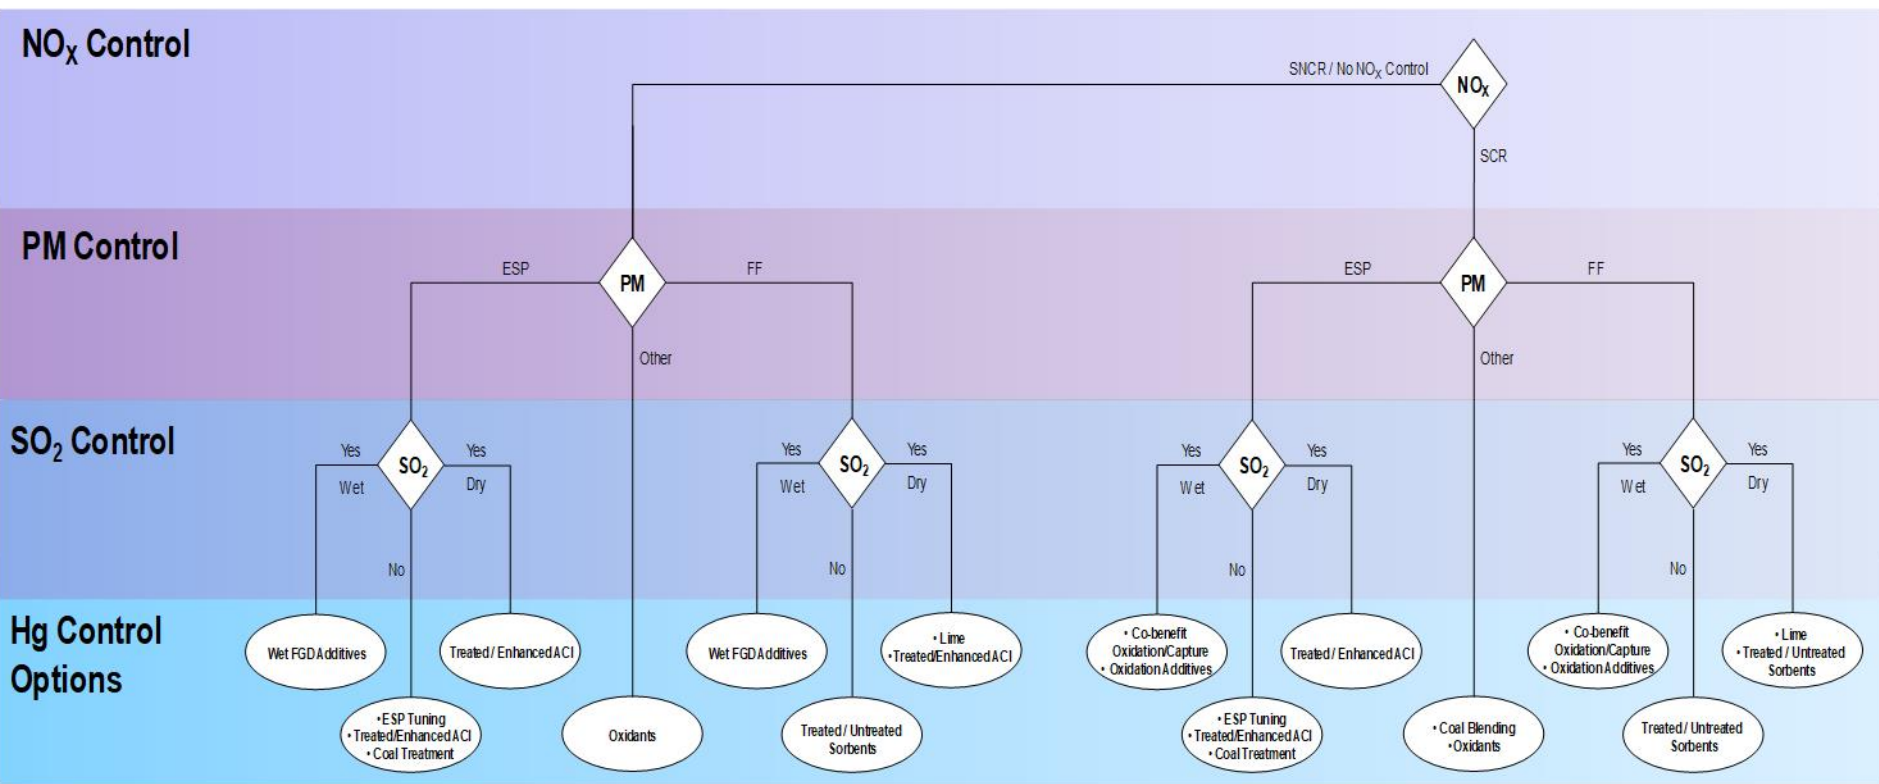 NOX Control
SNCR / No NOX Control
NOX
SCR
PM Control
ESP
PM
FF
ESP
PM
FF
Other
Other
SO2 Control
Yes
SO2
Yes
Wet
Dry
No
Yes
SO2
Yes
Wet
Dry
No
Yes
SO2
Yes
Wet
Dry
No
Yes
SO2
Yes
Wet
Dry
No
Hg Control
Options
Wet FGD Additives
Treated / Enhanced ACI
Wet FGD Additives
• Lime
•Treated/Enhanced ACI
• Co-benefit
Oxidation/Capture
• Oxidation Additives
Treated / Enhanced ACI
• Co-benefit
Oxidation/Capture
• Oxidation Additives
• Lime
• Treated / Untreated
Sorbents
•ESP Tuning
•Treated/Enhanced ACI
• Coal Treatment
Oxidants
Treated / Untreated
Sorbents
• ESP Tuning
•Treated/Enhanced ACI
• Coal Treatment
• Coal Blending
•Oxidants
Treated / Untreated
Sorbents